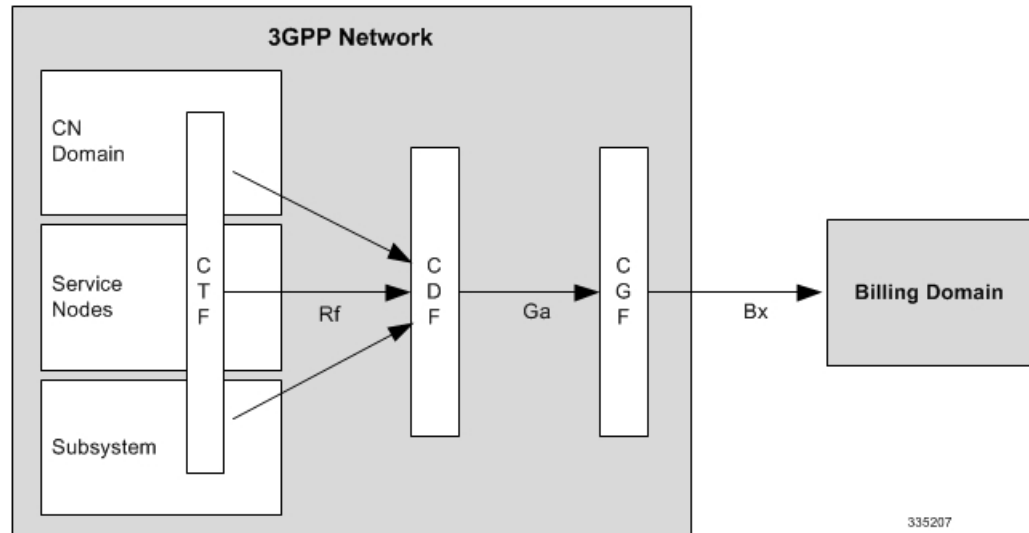 3GPP Network
CN
Domain
Service
Nodes
Subsystem
C
T
F
Rf
C
D
F
Ga
C
G
F
Bx
Billing Domain
335207